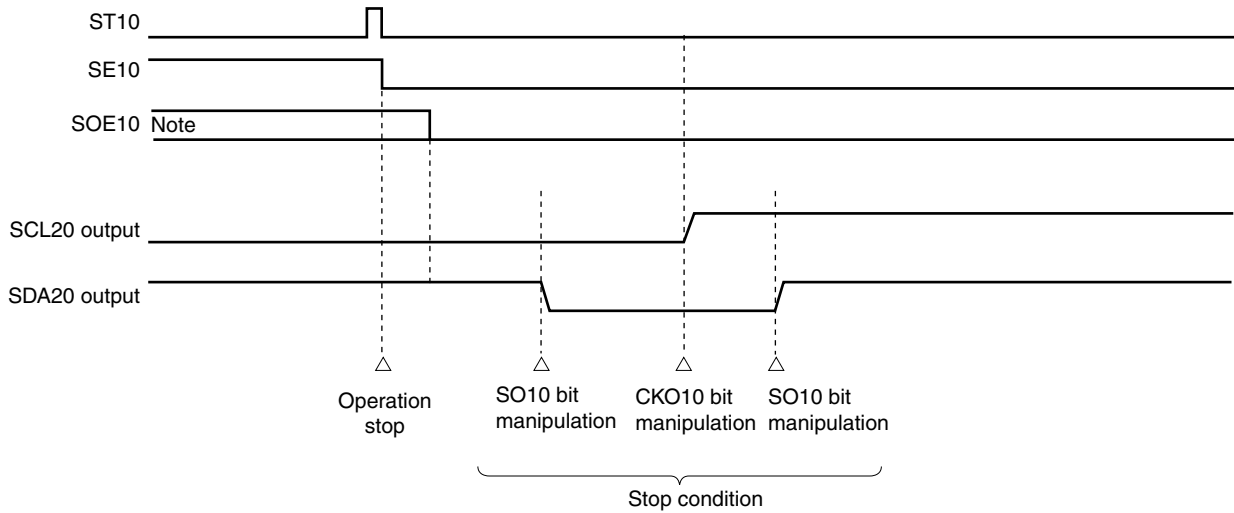 ST10
SE10
SOE10 Note
SCL20 output
SDA20 output
Operation
stop
SO10 bit
manipulation
CKO10 bit
manipulation
SO10 bit
manipulation
Stop condition